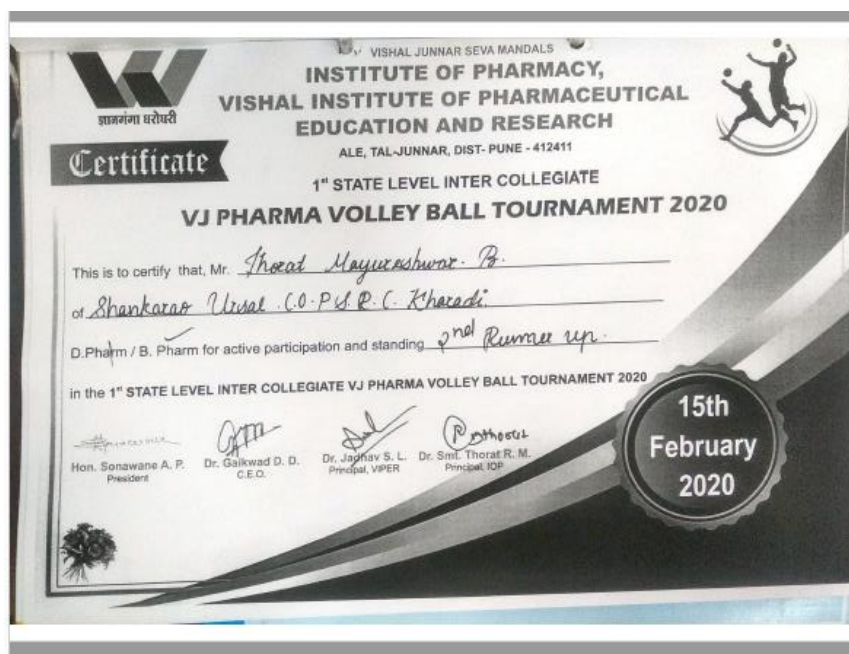 VISHAL JUNNAR SEVA MANDALS
INSTITUTE OF PHARMACY,
VISHAL INSTITUTE OF PHARMACEUTICAL
EDUCATION AND RESEARCH
ALE, TAL-JUNNAR, DIST- PUNE - 412411
ज्ञानगंगा घरोघरी
Certificate
1st STATE LEVEL INTER COLLEGIATE
VJ PHARMA VOLLEY BALL TOURNAMENT 2020
This is to certify that, Mr. Thorat Mayureshwar. B.
of Shankarao Ursal C.O.P.S.R.C. Kharadi.
D.Pharm / B. Pharm for active participation and standing 2nd Runner up.
in the 1st STATE LEVEL INTER COLLEGIATE VJ PHARMA VOLLEY BALL TOURNAMENT 2020
15th
February
2020
Hon. Sonawane A. P. Dr. Gaikwad D. D. Dr. Jadhav S. L. Dr. Smt. Thorat R. M.
President C.E.O. Principal, VIPER Principal, IOP